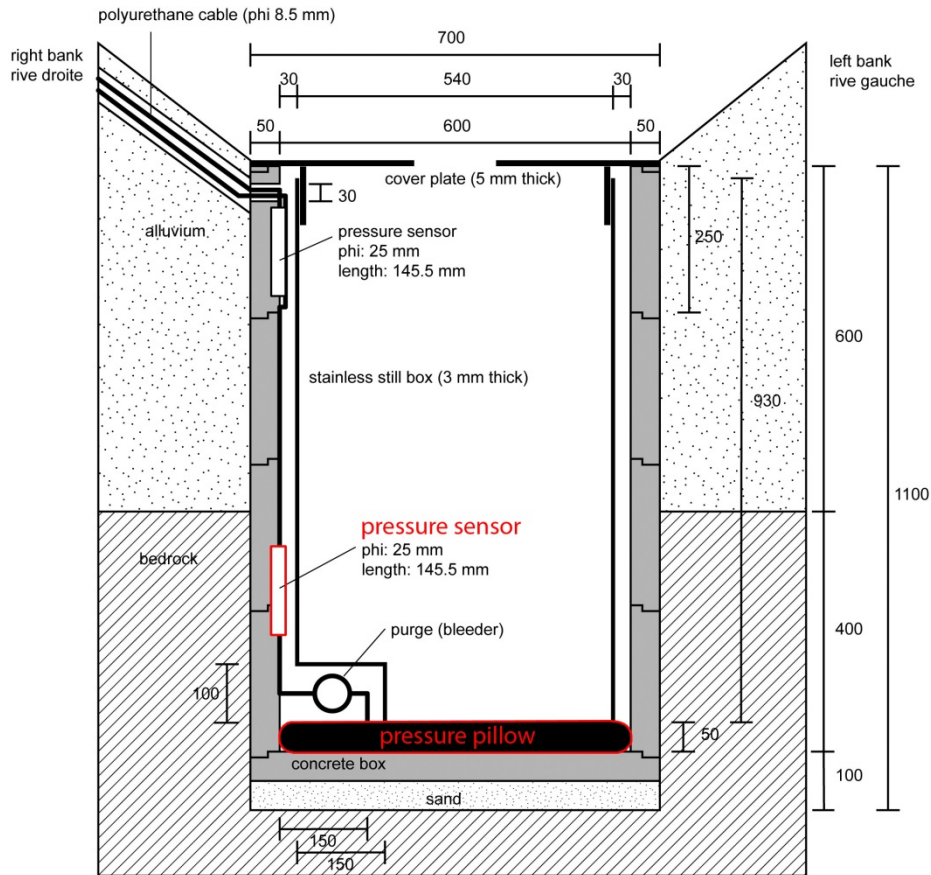 polyurethane cable (phi 8.5 mm)
right bank
rive droite
700
left bank
rive gauche
30
540
30
50
600
50
cover plate (5 mm thick)
30
alluvium
pressure sensor
phi: 25 mm
length: 145.5 mm
250
600
stainless still box (3 mm thick)
930
1100
pressure sensor
phi: 25 mm
length: 145.5 mm
bedrock
purge (bleeder)
400
100
pressure pillow
50
concrete box
100
sand
150
150